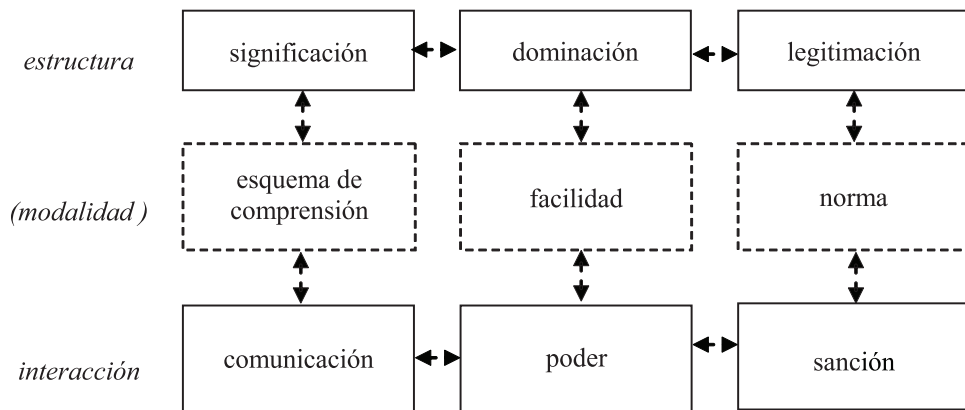 estructura
significación
dominación
legitimación
(modalidad )
esquema de
comprensión
facilidad
norma
interacción
comunicación
poder
sanción